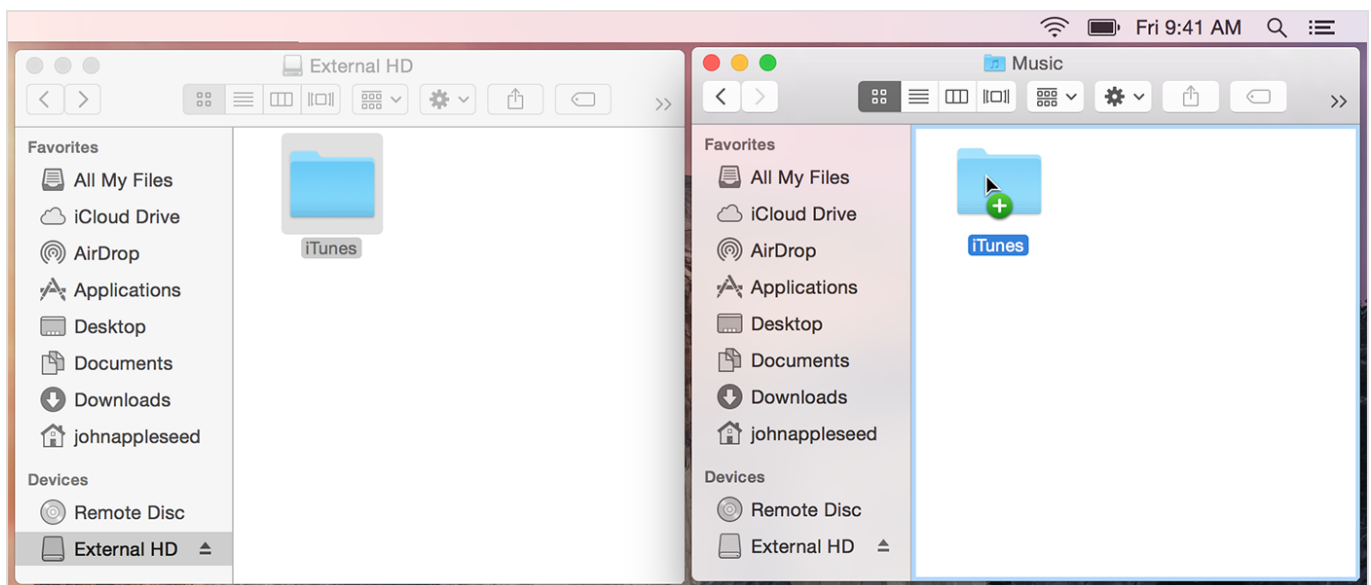 Fri 9:41 AM
External HD
Favorites
All My Files
iCloud Drive
AirDrop
Applications
Desktop
Documents
Downloads
johnappleseed
Devices
Remote Disc
External HD
iTunes
Music
Favorites
All My Files
iCloud Drive
AirDrop
Applications
Desktop
Documents
Downloads
johnappleseed
Devices
Remote Disc
External HD
iTunes